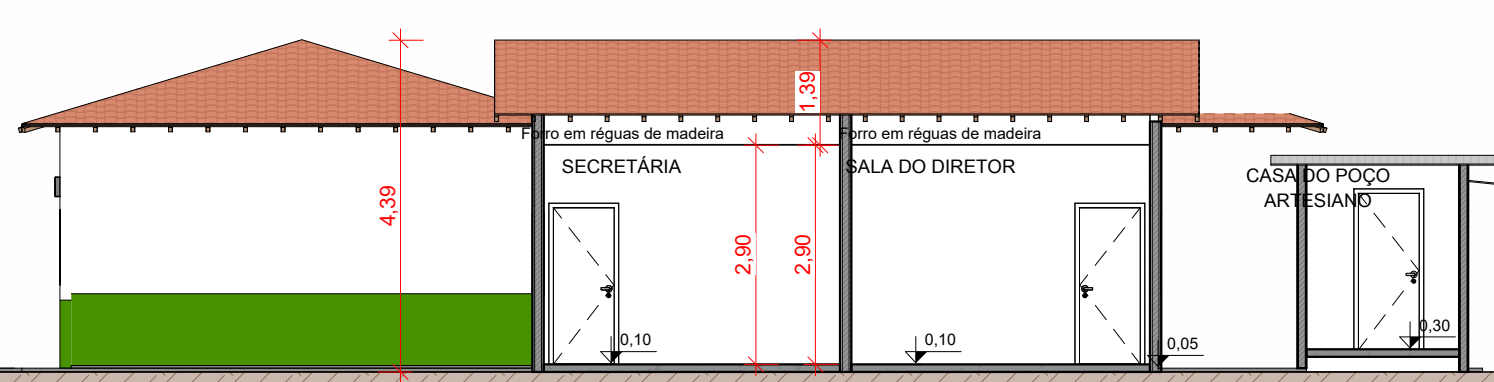 1,39
Forro em réguas de madeira
Forro em réguas de madeira
SECRETÁRIA
SALA DO DIRETOR
CASA DO POÇO
ARTESIANO
4,39
2,90
2,90
0,10
0,10
0,05
0,30